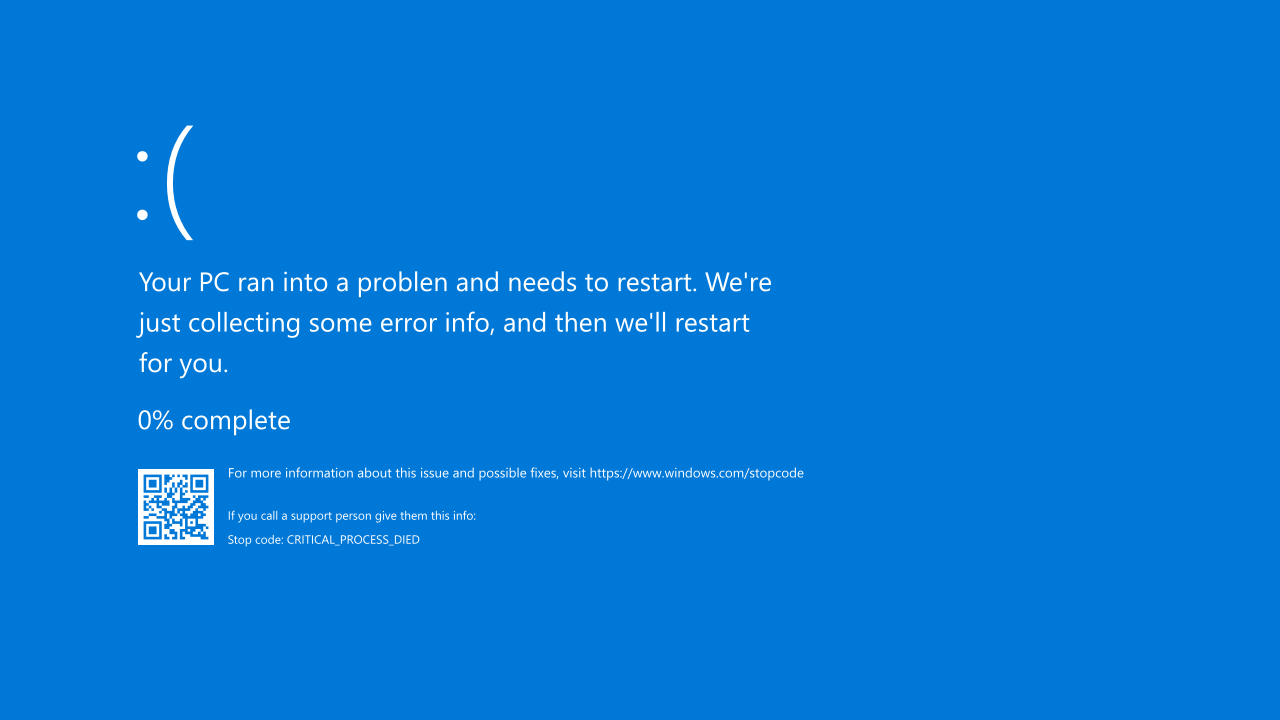 :(
Your PC ran into a problen and needs to restart. We're
just collecting some error info, and then we'll restart
for you.
0% complete
For more information about this issue and possible fixes, visit https://www.windows.com/stopcode
If you call a support person give them this info:
Stop code: CRITICAL_PROCESS_DIED